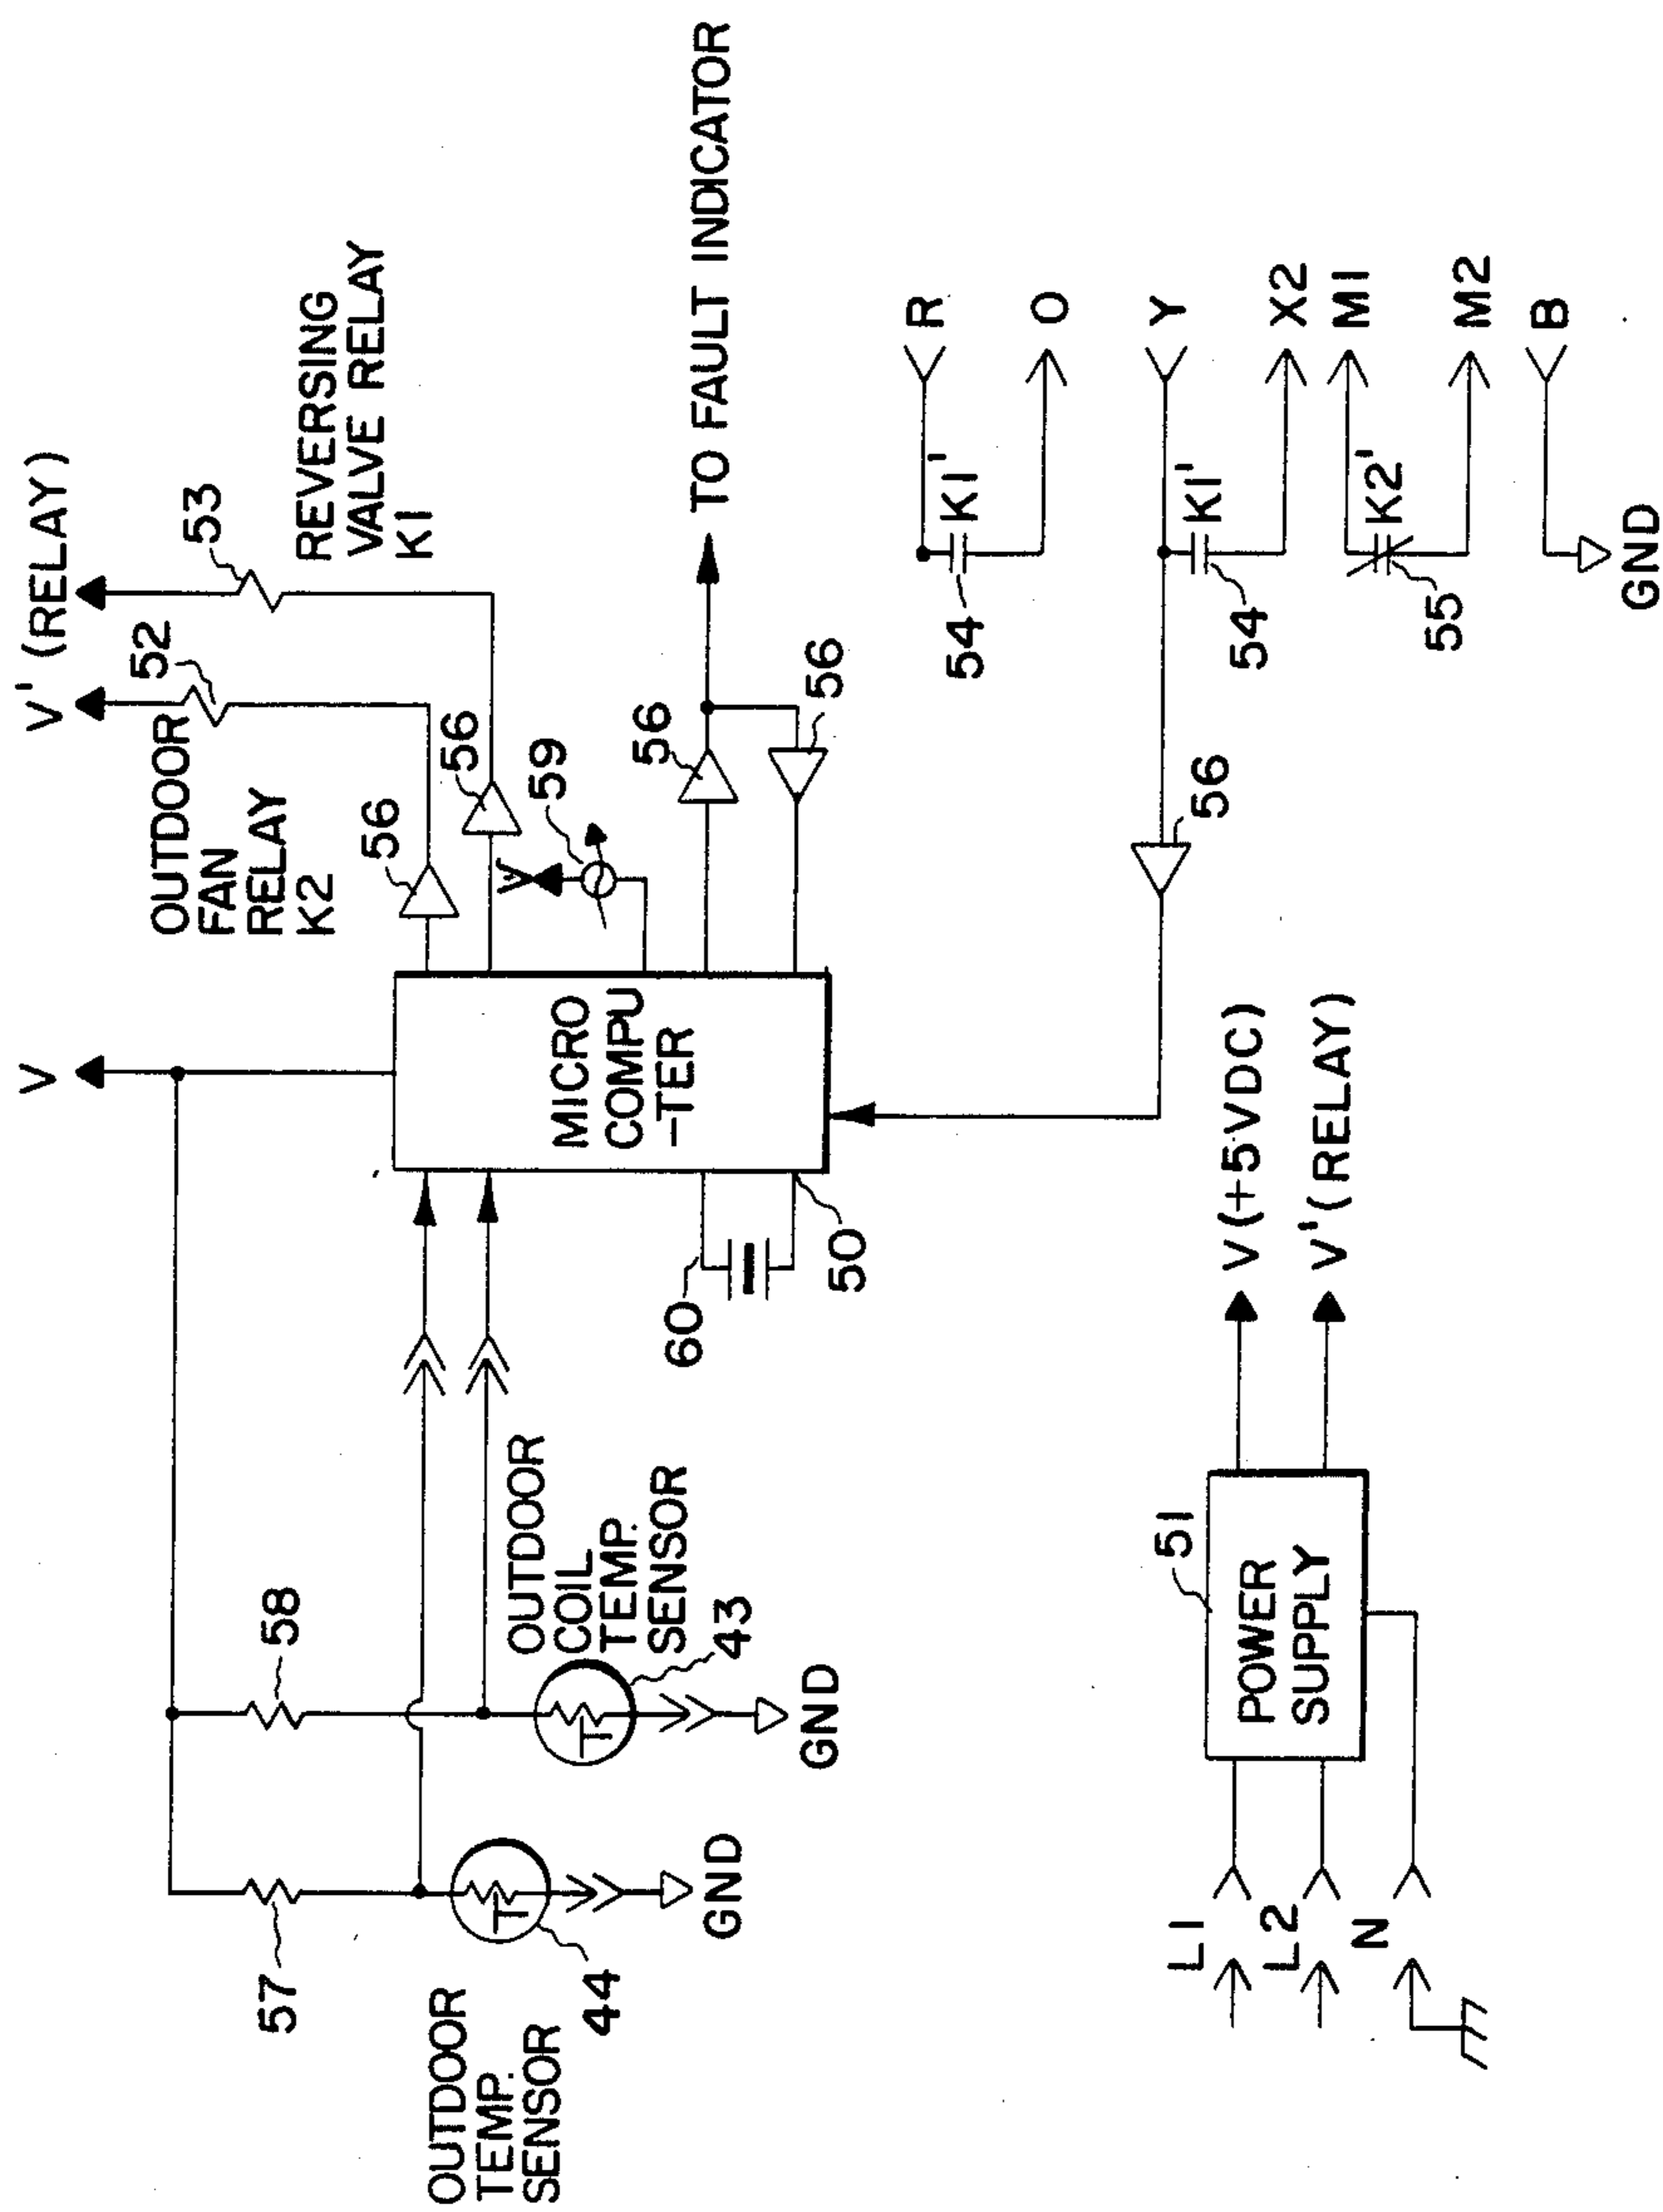 V
V' (RELAY)
57
58
OUTDOOR
FAN
RELAY
K2
52
53
REVERSING
VALVE RELAY
K1
OUTDOOR
TEMP.
SENSOR
44
GND
OUTDOOR
COIL
TEMP.
SENSOR
43
GND
60
50
MICRO
COMPU
-TER
56
56
V
59
56
56
TO FAULT INDICATOR
56
R
K1'
54
O
Y
K1'
54
X2
M1
K2'
55
M2
B
GND
L1
L2
N
51
POWER
SUPPLY
V (+5VDC)
V' (RELAY)